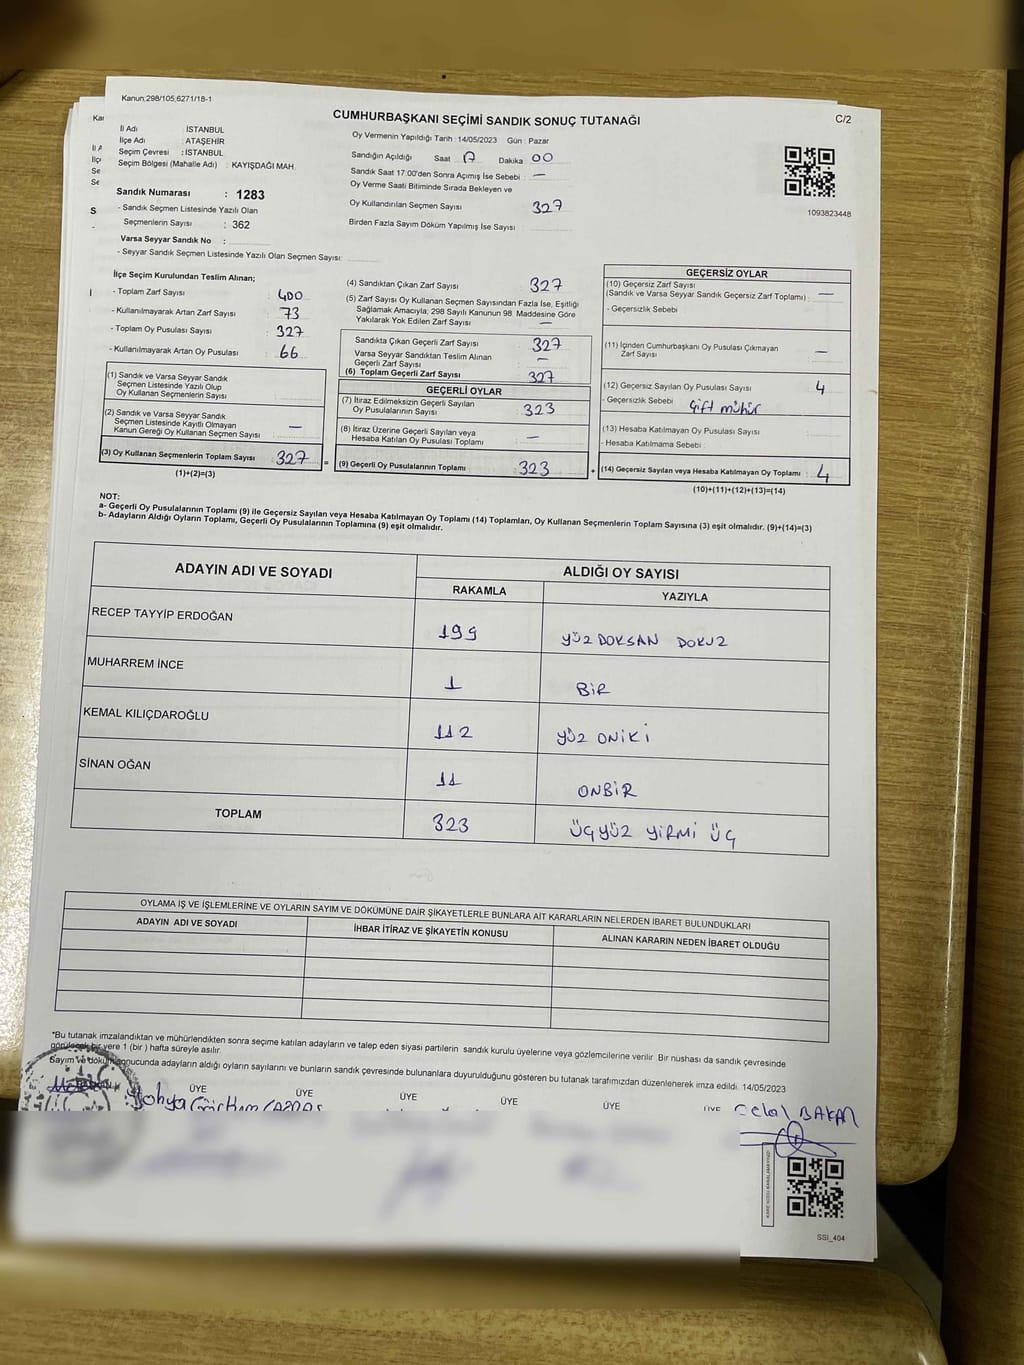 Kanun;298/105,6271/18-1
CUMHURBAŞKANI SEÇİMİ SANDIK SONUÇ TUTANAĞI
C/2
İl Adı : İSTANBUL
İlçe Adı : ATAŞEHİR
Seçim Çevresi : İSTANBUL
Seçim Bölgesi (Mahalle Adı) : KAYIŞDAĞI MAH.
Sandık Numarası : 1283
- Sandık Seçmen Listesinde Yazılı Olan
Seçmenlerin Sayısı : 362
Varsa Seyyar Sandık No :
- Seyyar Sandık Seçmen Listesinde Yazılı Olan Seçmen Sayısı:
Oy Vermenin Yapıldığı Tarih : 14/05/2023 Gün : Pazar
Sandığın Açıldığı Saat 17 Dakika 00
Sandık Saat 17:00'den Sonra Açımış İse Sebebi : —
Oy Verme Saati Bitiminde Sırada Bekleyen ve
Oy Kullandırılan Seçmen Sayısı 327
Birden Fazla Sayım Döküm Yapılmış İse Sayısı :
1093823448
İlçe Seçim Kurulundan Teslim Alınan;
- Toplam Zarf Sayısı : 400
- Kullanılmayarak Artan Zarf Sayısı : 73
- Toplam Oy Pusulası Sayısı : 327
- Kullanılmayarak Artan Oy Pusulası : 66
(1) Sandık ve Varsa Seyyar Sandık
Seçmen Listesinde Yazılı Olup
Oy Kullanan Seçmenlerin Sayısı :
(2) Sandık ve Varsa Seyyar Sandık
Seçmen Listesinde Kayıtlı Olmayan
Kanun Gereği Oy Kullanan Seçmen Sayısı : —
(3) Oy Kullanan Seçmenlerin Toplam Sayısı : 327
(1)+(2)=(3)
(4) Sandıktan Çıkan Zarf Sayısı : 327
(5) Zarf Sayısı Oy Kullanan Seçmen Sayısından Fazla İse, Eşitliği
Sağlamak Amacıyla; 298 Sayılı Kanunun 98. Maddesine Göre
Yakılarak Yok Edilen Zarf Sayısı : —
Sandıkta Çıkan Geçerli Zarf Sayısı : 327
Varsa Seyyar Sandıktan Teslim Alınan
Geçerli Zarf Sayısı : —
(6) Toplam Geçerli Zarf Sayısı : 327
GEÇERLİ OYLAR
(7) İtiraz Edilmeksizin Geçerli Sayılan
Oy Pusulalarının Sayısı : 323
(8) İtiraz Üzerine Geçerli Sayılan veya
Hesaba Katılan Oy Pusulası Toplamı : —
(9) Geçerli Oy Pusulalarının Toplamı : 323
GEÇERSİZ OYLAR
(10) Geçersiz Zarf Sayısı
(Sandık ve Varsa Seyyar Sandık Geçersiz Zarf Toplamı) : —
- Geçersizlik Sebebi
(11) İçinden Cumhurbaşkanı Oy Pusulası Çıkmayan
Zarf Sayısı : —
(12) Geçersiz Sayılan Oy Pusulası Sayısı : 4
- Geçersizlik Sebebi Çift mühür
(13) Hesaba Katılmayan Oy Pusulası Sayısı :
- Hesaba Katılmama Sebebi :
(14) Geçersiz Sayılan veya Hesaba Katılmayan Oy Toplamı : 4
(10)+(11)+(12)+(13)=(14)
NOT:
a- Geçerli Oy Pusulalarının Toplamı (9) ile Geçersiz Sayılan veya Hesaba Katılmayan Oy Toplamı (14) Toplamları, Oy Kullanan Seçmenlerin Toplam Sayısına (3) eşit olmalıdır. (9)+(14)=(3)
b- Adayların Aldığı Oyların Toplamı, Geçerli Oy Pusulalarının Toplamına (9) eşit olmalıdır.
ADAYIN ADI VE SOYADI ALDIĞI OY SAYISI
RAKAMLA YAZIYLA
RECEP TAYYİP ERDOĞAN 199 YÜZ DOKSAN DOKUZ
MUHARREM İNCE 1 BİR
KEMAL KILIÇDAROĞLU 112 YÜZ ONİKİ
SİNAN OĞAN 11 ONBİR
TOPLAM 323 ÜÇYÜZ YİRMİ ÜÇ
OYLAMA İŞ VE İŞLEMLERİNE VE OYLARIN SAYIM VE DÖKÜMÜNE DAİR ŞİKAYETLERLE BUNLARA AİT KARARLARIN NELERDEN İBARET BULUNDUKLARI
ADAYIN ADI VE SOYADI İHBAR İTİRAZ VE ŞİKAYETİN KONUSU ALINAN KARARIN NEDEN İBARET OLDUĞU
*Bu tutanak imzalandıktan ve mühürlendikten sonra seçime katılan adayların ve talep eden siyasi partilerin sandık kurulu üyelerine veya gözlemcilerine verilir. Bir nüshası da sandık çevresinde
görülecek bir yere 1 (bir ) hafta süreyle asılır.
Sayım ve döküm sonucunda adayların aldığı oyların sayılarını ve bunların sandık çevresinde bulunanlara duyurulduğunu gösteren bu tutanak tarafımızdan düzenlenerek imza edildi. 14/05/2023
ÜYE ÜYE ÜYE ÜYE ÜYE ÜYE
Celal BAKAN
SSİ_404